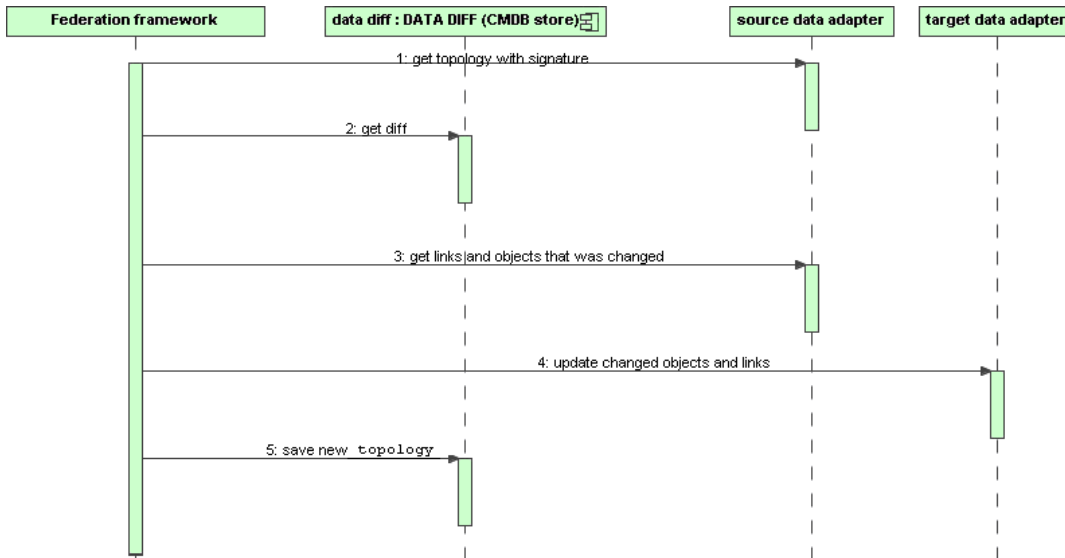 Federation framework
data diff : DATA DIFF (CMDB store)
source data adapter
target data adapter
1: get topology with signature
2: get diff
3: get links and objects that was changed
4: update changed objects and links
5: save new topology